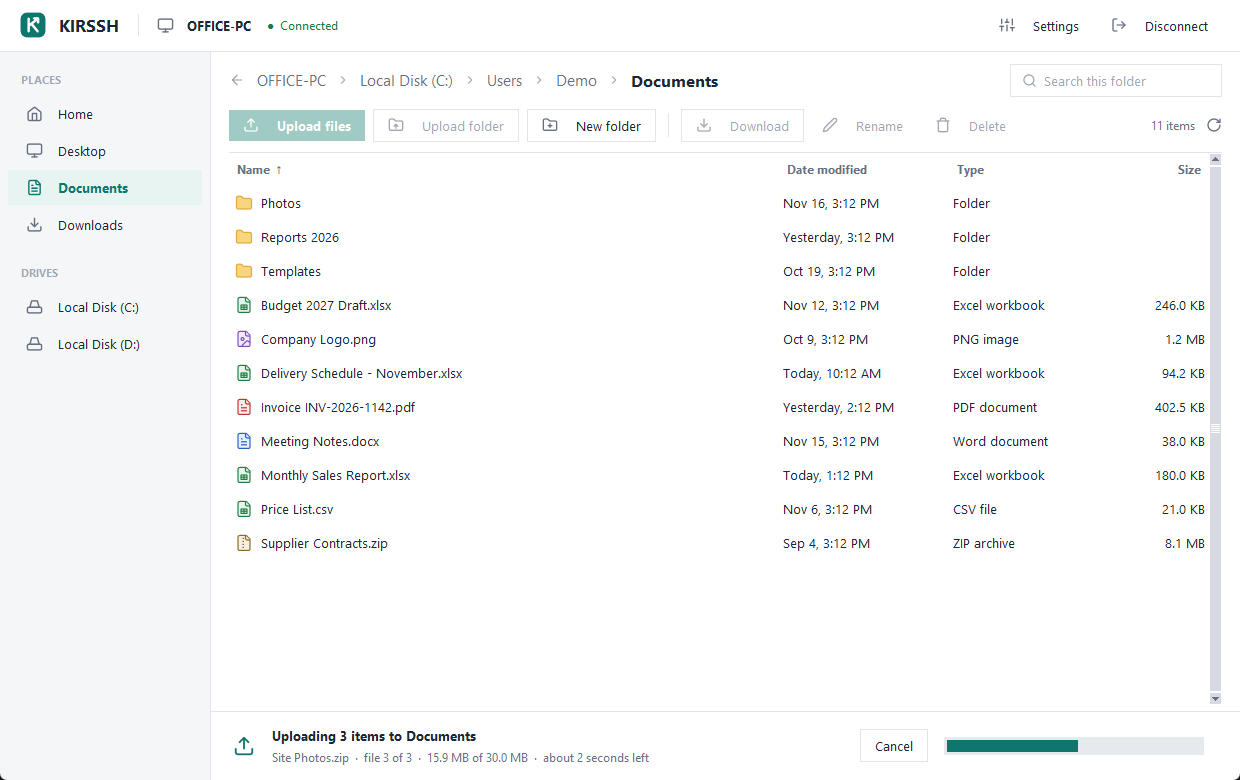 KIRSSH OFFICE-PC ● Connected Settings Disconnect
PLACES
Home
Desktop
Documents
Downloads
DRIVES
Local Disk (C:)
Local Disk (D:)
← OFFICE-PC > Local Disk (C:) > Users > Demo > Documents
Search this folder
Upload files Upload folder New folder Download Rename Delete 11 items
Name ↑ Date modified Type Size
Photos Nov 16, 3:12 PM Folder
Reports 2026 Yesterday, 3:12 PM Folder
Templates Oct 19, 3:12 PM Folder
Budget 2027 Draft.xlsx Nov 12, 3:12 PM Excel workbook 246.0 KB
Company Logo.png Oct 9, 3:12 PM PNG image 1.2 MB
Delivery Schedule - November.xlsx Today, 10:12 AM Excel workbook 94.2 KB
Invoice INV-2026-1142.pdf Yesterday, 2:12 PM PDF document 402.5 KB
Meeting Notes.docx Nov 15, 3:12 PM Word document 38.0 KB
Monthly Sales Report.xlsx Today, 1:12 PM Excel workbook 180.0 KB
Price List.csv Nov 6, 3:12 PM CSV file 21.0 KB
Supplier Contracts.zip Sep 4, 3:12 PM ZIP archive 8.1 MB
Uploading 3 items to Documents
Site Photos.zip · file 3 of 3 · 15.9 MB of 30.0 MB · about 2 seconds left
Cancel